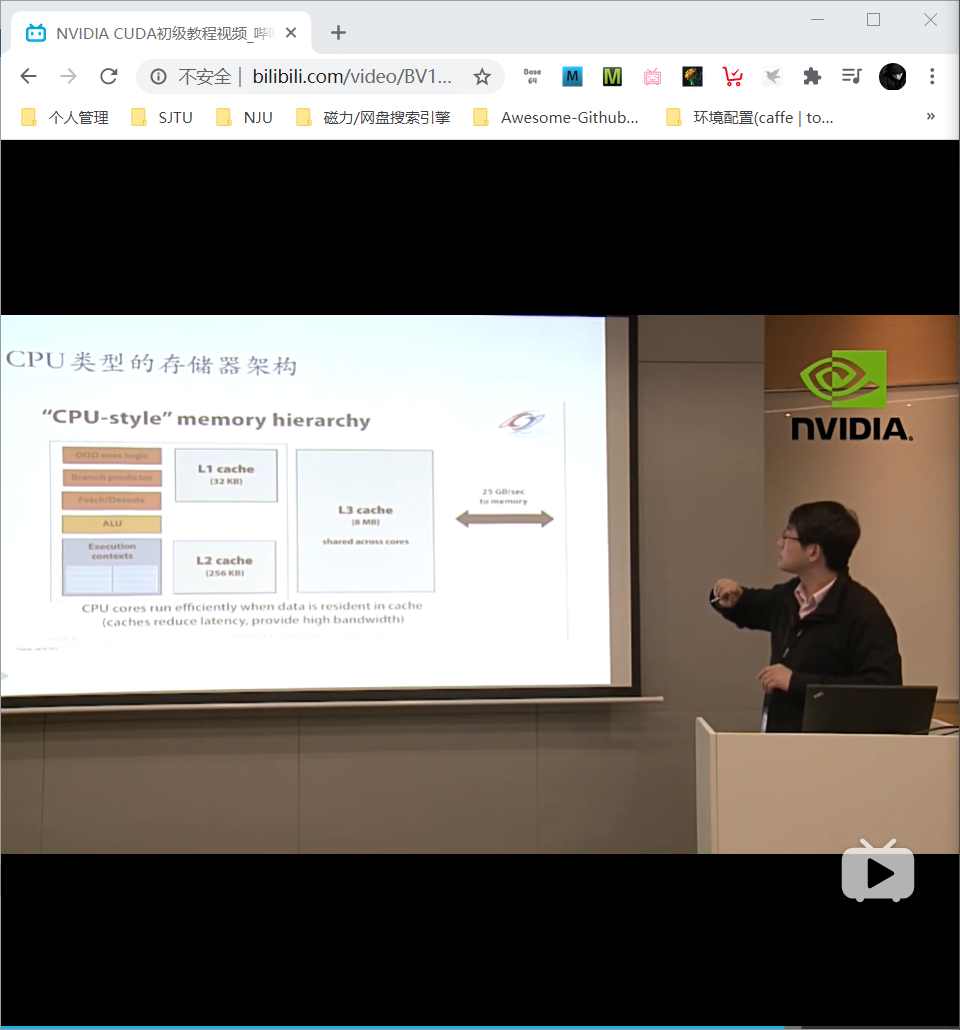 NVIDIA CUDA初级教程视频_哔
不安全 | bilibili.com/video/BV1...
Base
64
M
M
个人管理
SJTU
NJU
磁力/网盘搜索引擎
Awesome-Github...
环境配置(caffe | to...
»
CPU类型的存储器架构
“CPU-style” memory hierarchy
OOO exec logic
Branch predictor
Fetch/Decode
ALU
Execution
contexts
L1 cache
(32 KB)
L2 cache
(256 KB)
L3 cache
(8 MB)
shared across cores
25 GB/sec
to memory
CPU cores run efficiently when data is resident in cache
(caches reduce latency, provide high bandwidth)
NVIDIA.